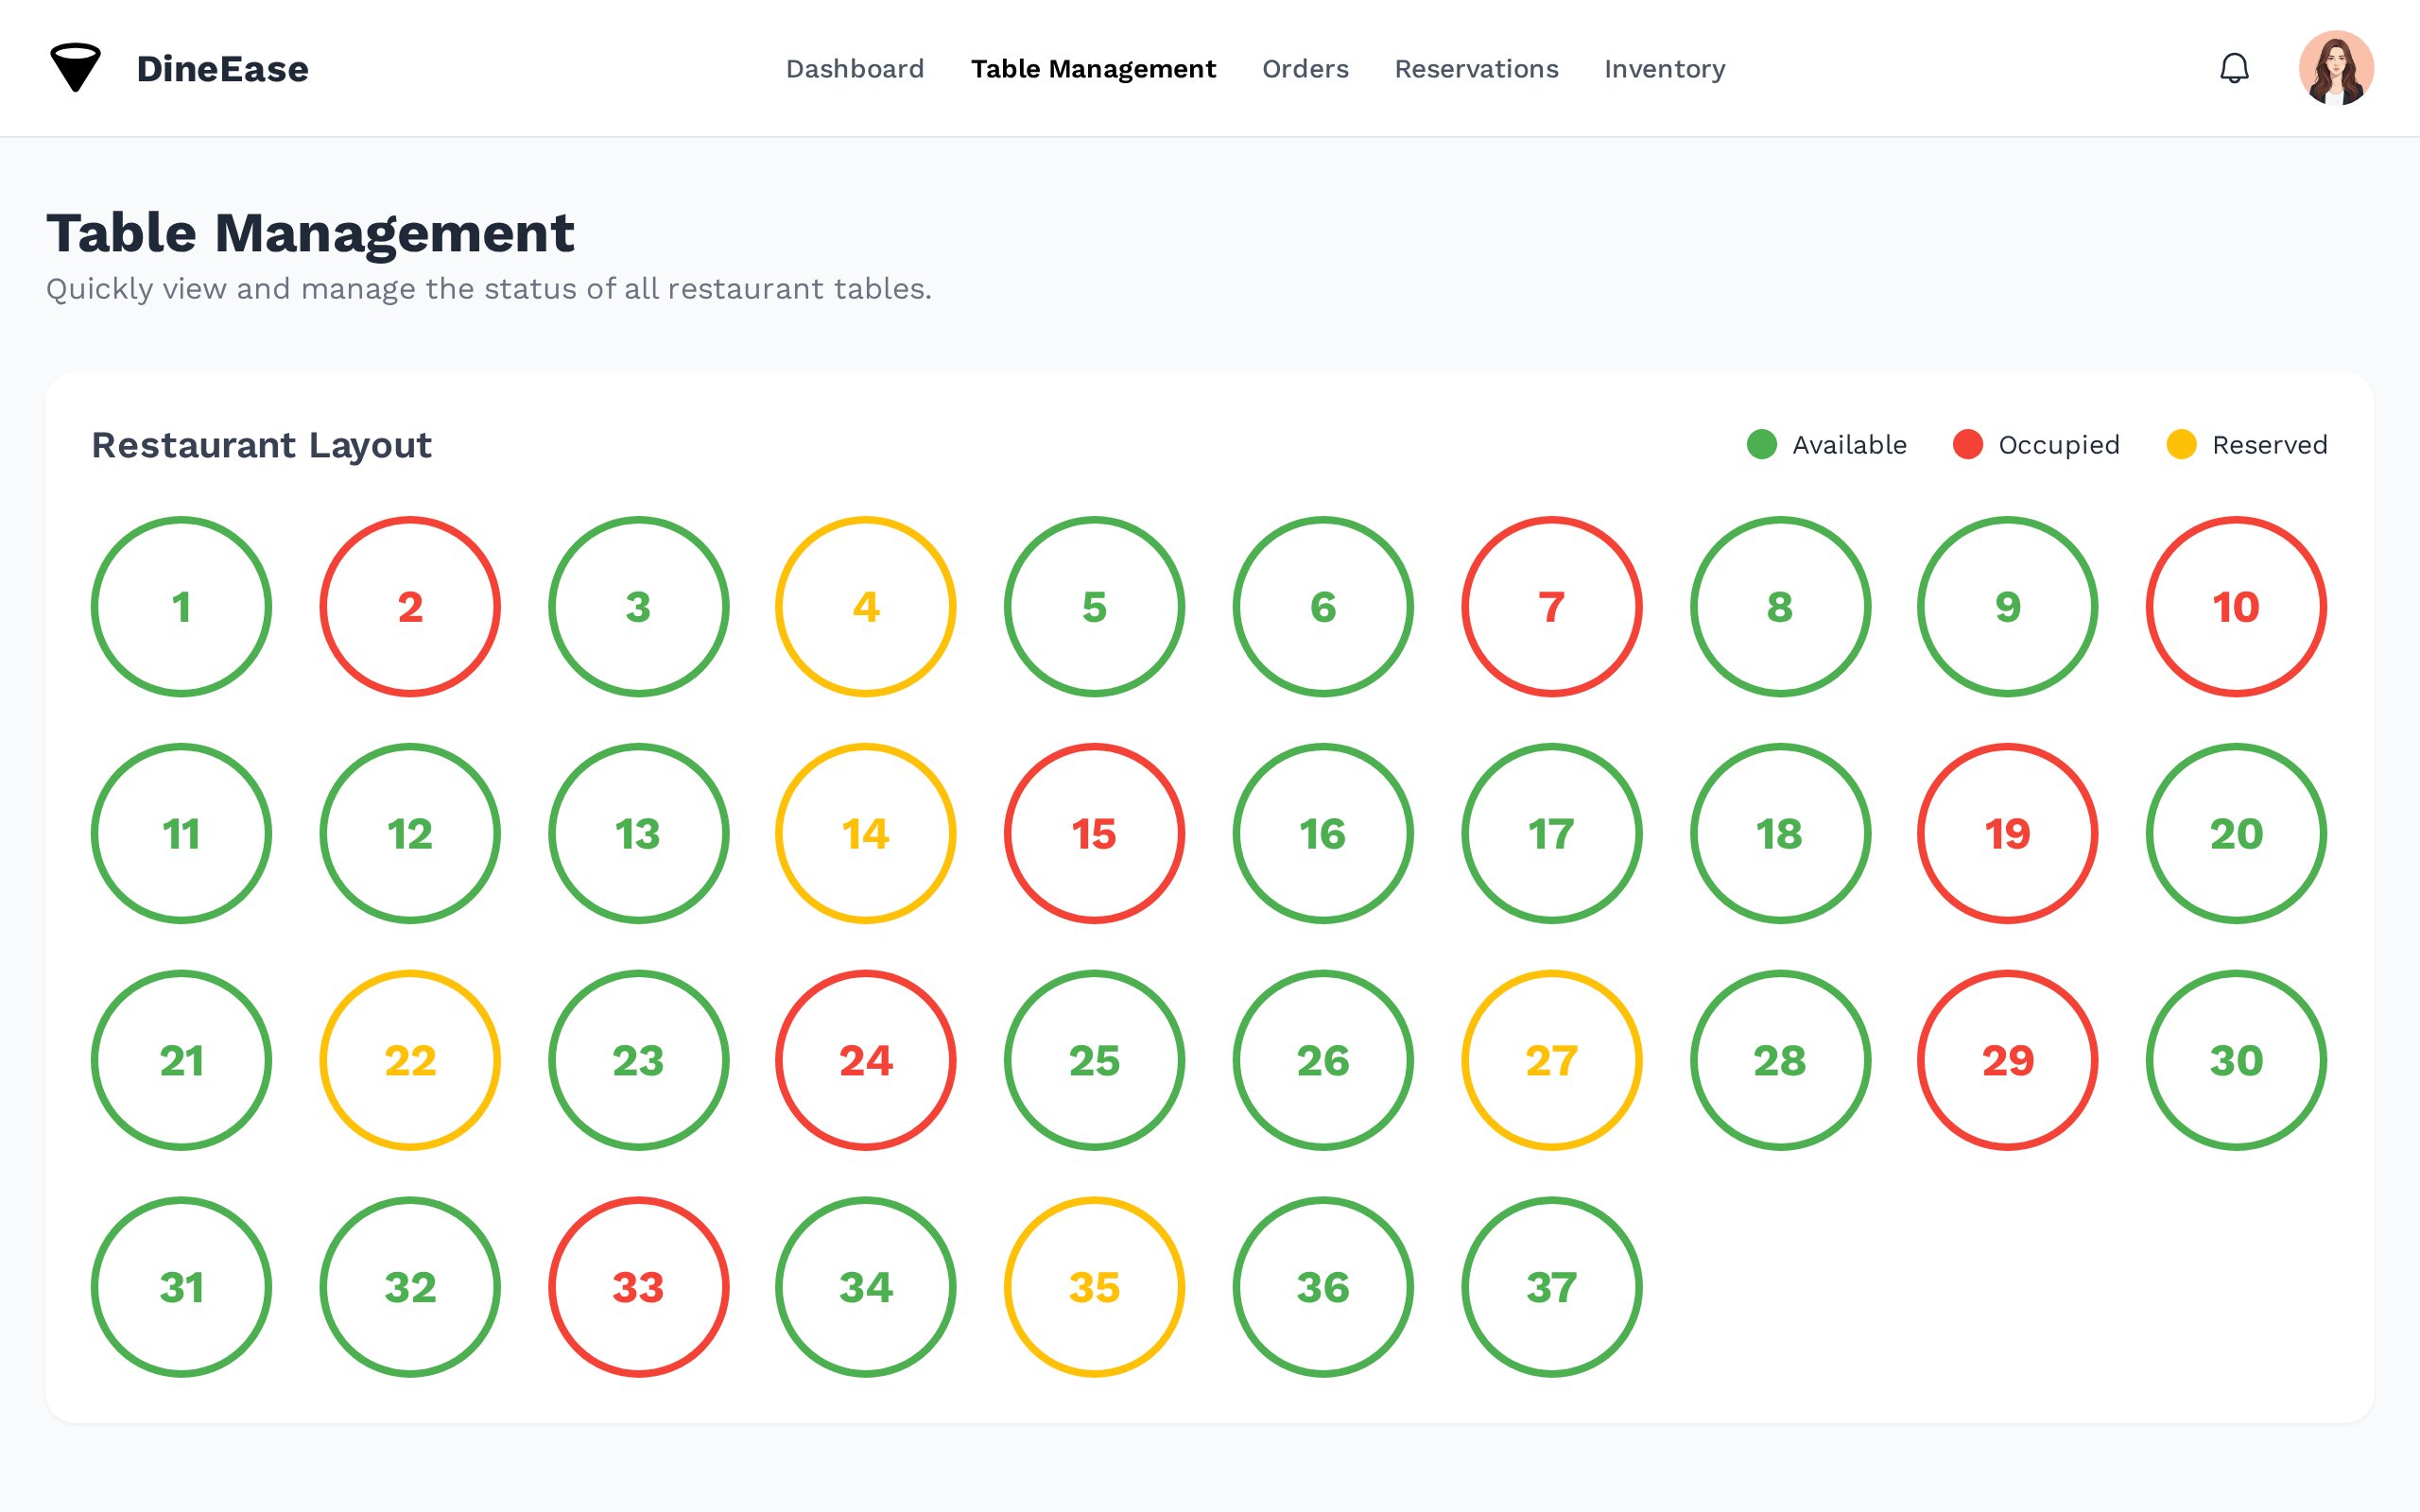 DineEase
Dashboard Table Management Orders Reservations Inventory
Table Management
Quickly view and manage the status of all restaurant tables.
Restaurant Layout
Available Occupied Reserved
1 2 3 4 5 6 7 8 9 10
11 12 13 14 15 16 17 18 19 20
21 22 23 24 25 26 27 28 29 30
31 32 33 34 35 36 37